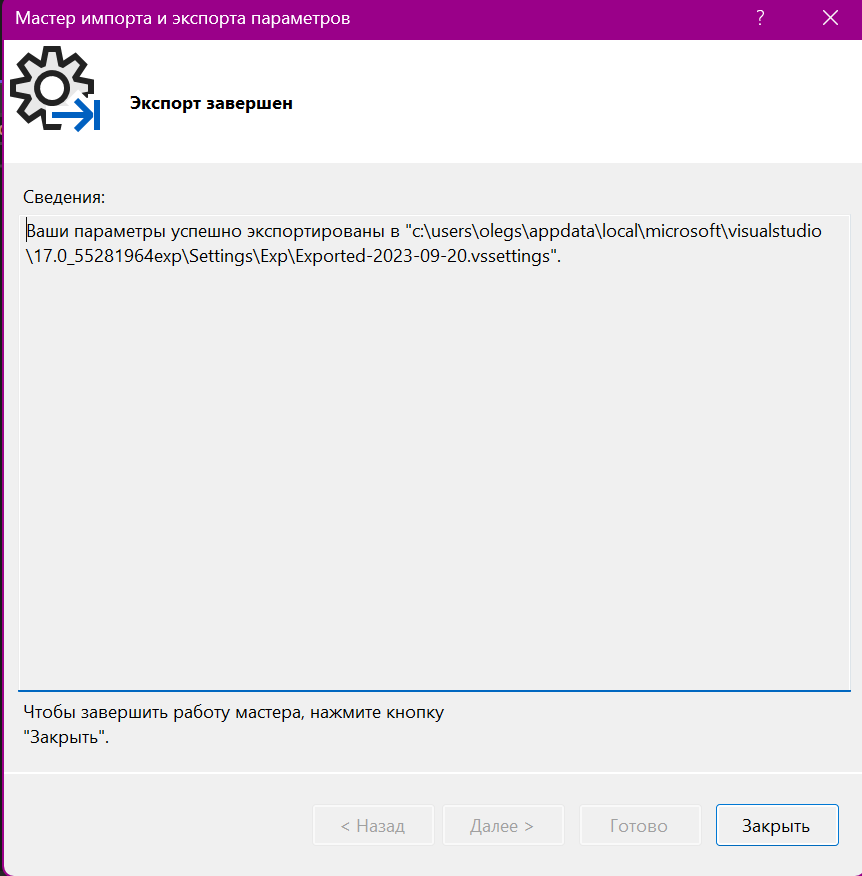 Мастер импорта и экспорта параметров
?
Экспорт завершен
Сведения:
Ваши параметры успешно экспортированы в "c:\users\olegs\appdata\local\microsoft\visualstudio
\17.0_55281964exp\Settings\Exp\Exported-2023-09-20.vssettings".
Чтобы завершить работу мастера, нажмите кнопку
"Закрыть".
< Назад
Далее >
Готово
Закрыть